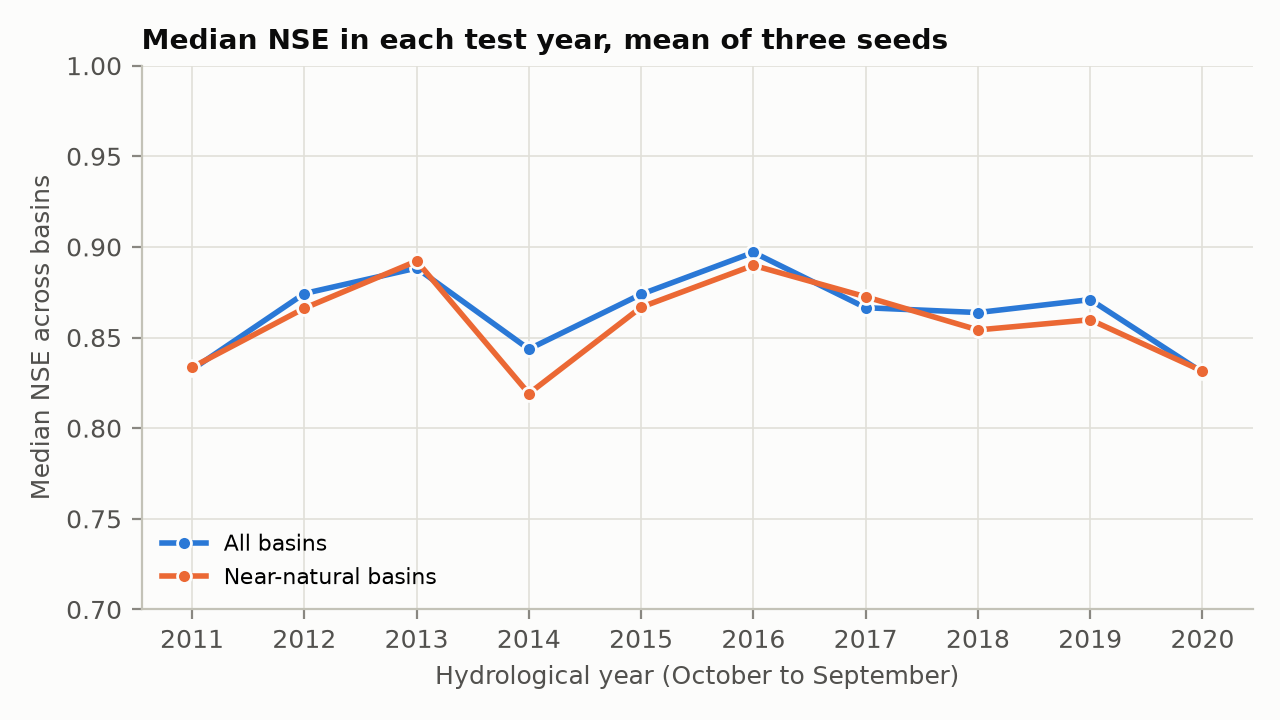 Median NSE in each test year, mean of three seeds
1.00
0.95
0.90
0.85
0.80
0.75
0.70
Median NSE across basins
All basins
Near-natural basins
2011 2012 2013 2014 2015 2016 2017 2018 2019 2020
Hydrological year (October to September)